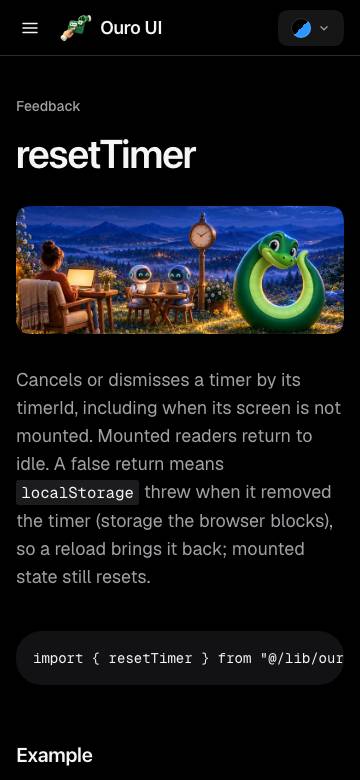 Ouro UI
Feedback
resetTimer
Cancels or dismisses a timer by its
timerId, including when its screen is not
mounted. Mounted readers return to
idle. A false return means
localStorage threw when it removed
the timer (storage the browser blocks),
so a reload brings it back; mounted
state still resets.
import { resetTimer } from "@/lib/our
Example